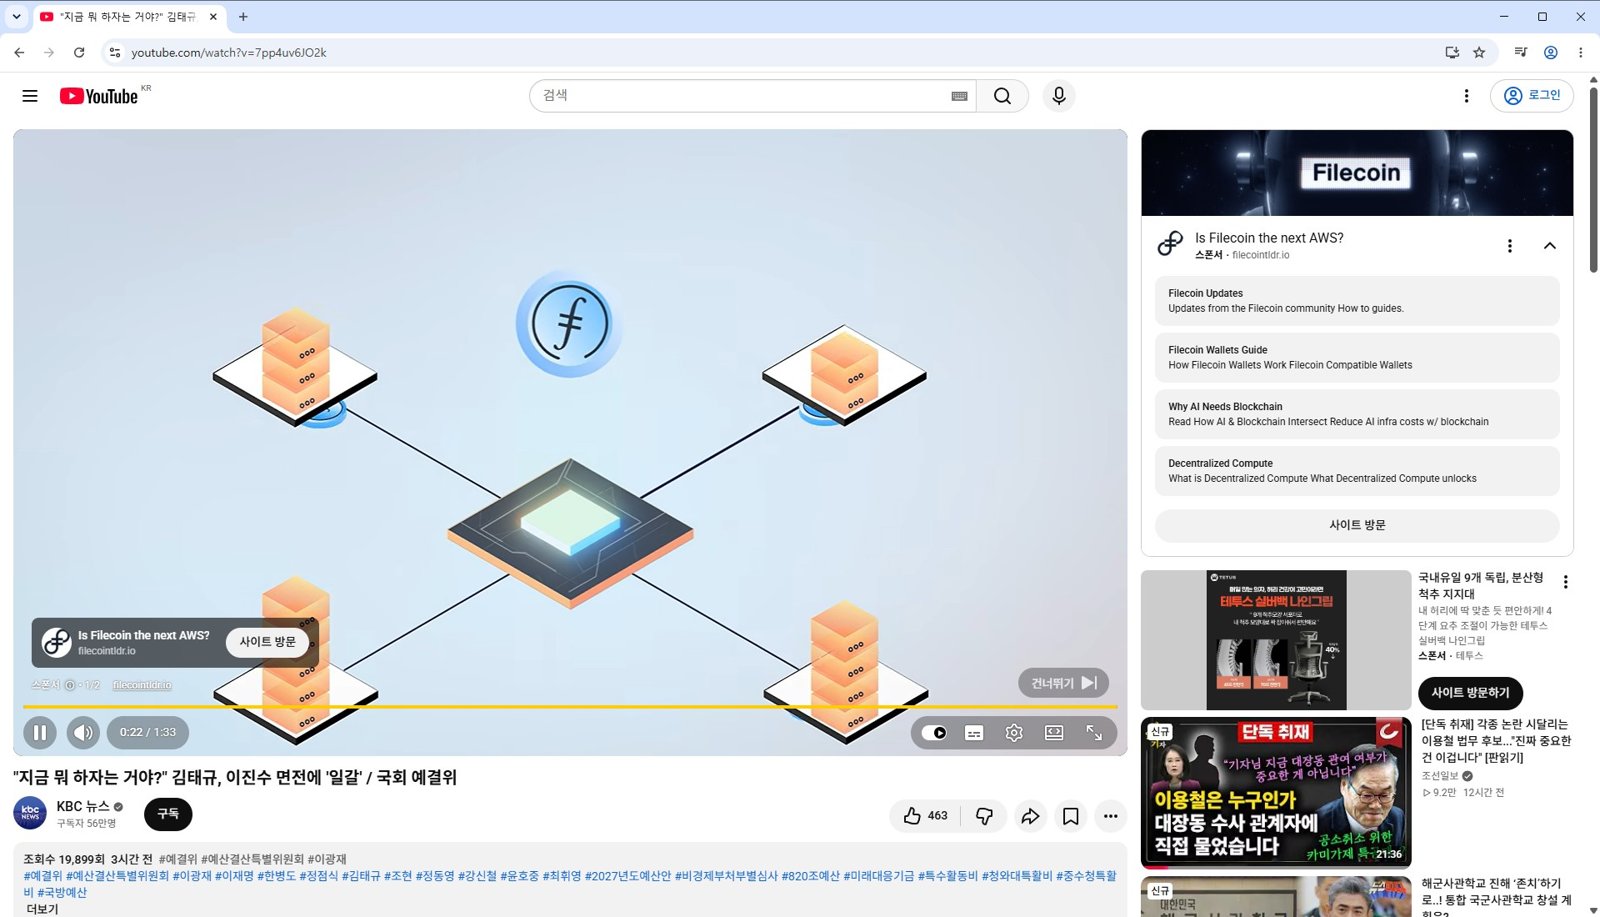 "지금 뭐 하자는 거야?" 김태규
youtube.com/watch?v=7pp4uv6JO2k
YouTube KR
검색
로그인
Is Filecoin the next AWS?
filecointldr.io
사이트 방문
스폰서 · 1/2 filecointldr.io
건너뛰기
0:22 / 1:33
"지금 뭐 하자는 거야?" 김태규, 이진수 면전에 '일갈' / 국회 예결위
kbc NEWS
KBC 뉴스
구독자 56만명
구독
463
조회수 19,899회 3시간 전 #예결위 #예산결산특별위원회 #이광재
#예결위 #예산결산특별위원회 #이광재 #이재명 #한병도 #정점식 #김태규 #조현 #정동영 #강신철 #윤호중 #최휘영 #2027년도예산안 #비경제부처부별심사 #820조예산 #미래대응기금 #특수활동비 #청와대특활비 #중수청특활
비 #국방예산
더보기
Filecoin
Is Filecoin the next AWS?
스폰서 · filecointldr.io
Filecoin Updates
Updates from the Filecoin community How to guides.
Filecoin Wallets Guide
How Filecoin Wallets Work Filecoin Compatible Wallets
Why AI Needs Blockchain
Read How AI & Blockchain Intersect Reduce AI infra costs w/ blockchain
Decentralized Compute
What is Decentralized Compute What Decentralized Compute unlocks
사이트 방문
TETUS
테투스 실버백 나인그립
40%
국내유일 9개 독립, 분산형
척추 지지대
내 허리에 딱 맞춘 듯 편안하게! 4
단계 요추 조절이 가능한 테투스
실버백 나인그립
스폰서 · 테투스
사이트 방문하기
신규
단독 취재
"기자님 지금 대장동 관여 여부가
중요한 게 아닙니다"
이용철은 누구인가
대장동 수사 관계자에
직접 물었습니다
공소취소 위한
카미가제 특
21:36
[단독 취재] 각종 논란 시달리는
이용철 법무 후보..."진짜 중요한
건 이겁니다" [판읽기]
조선일보
9.2만 12시간 전
신규
대한민국
해군사관학교 진해 '존치'하기
로..! 통합 국군사관학교 창설 계